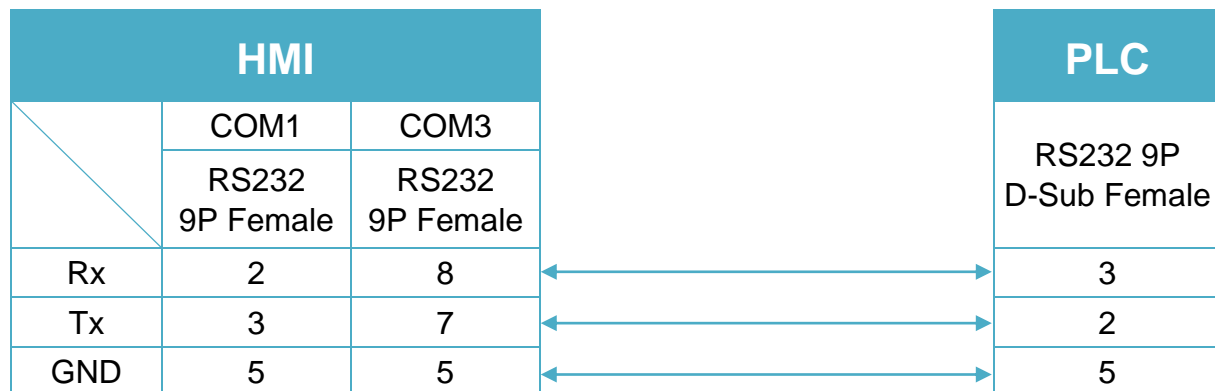 HMI PLC
COM1 COM3
RS232 9P
D-Sub Female
RS232 RS232
9P Female 9P Female
Rx 2 8 3
Tx 3 7 2
GND 5 5 5